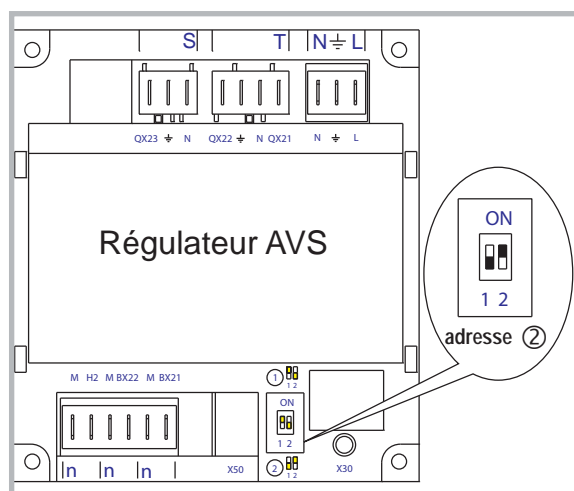 S T N L
QX23 N QX22 N QX21 N L
Régulateur AVS
ON
1 2
adresse ②
M H2 M BX22 M BX21
① 1 2
ON
1 2
n n n X50 ② 1 2 X30